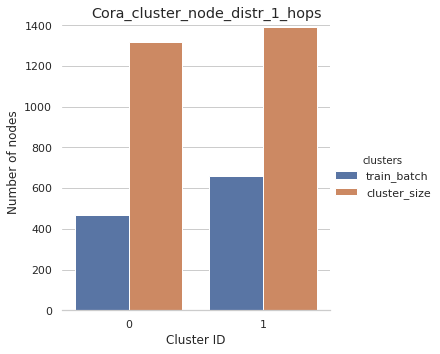 Cora_cluster_node_distr_1_hops
1400
1200
1000
800
600
400
200
0
Number of nodes
0
1
Cluster ID
clusters
train_batch
cluster_size